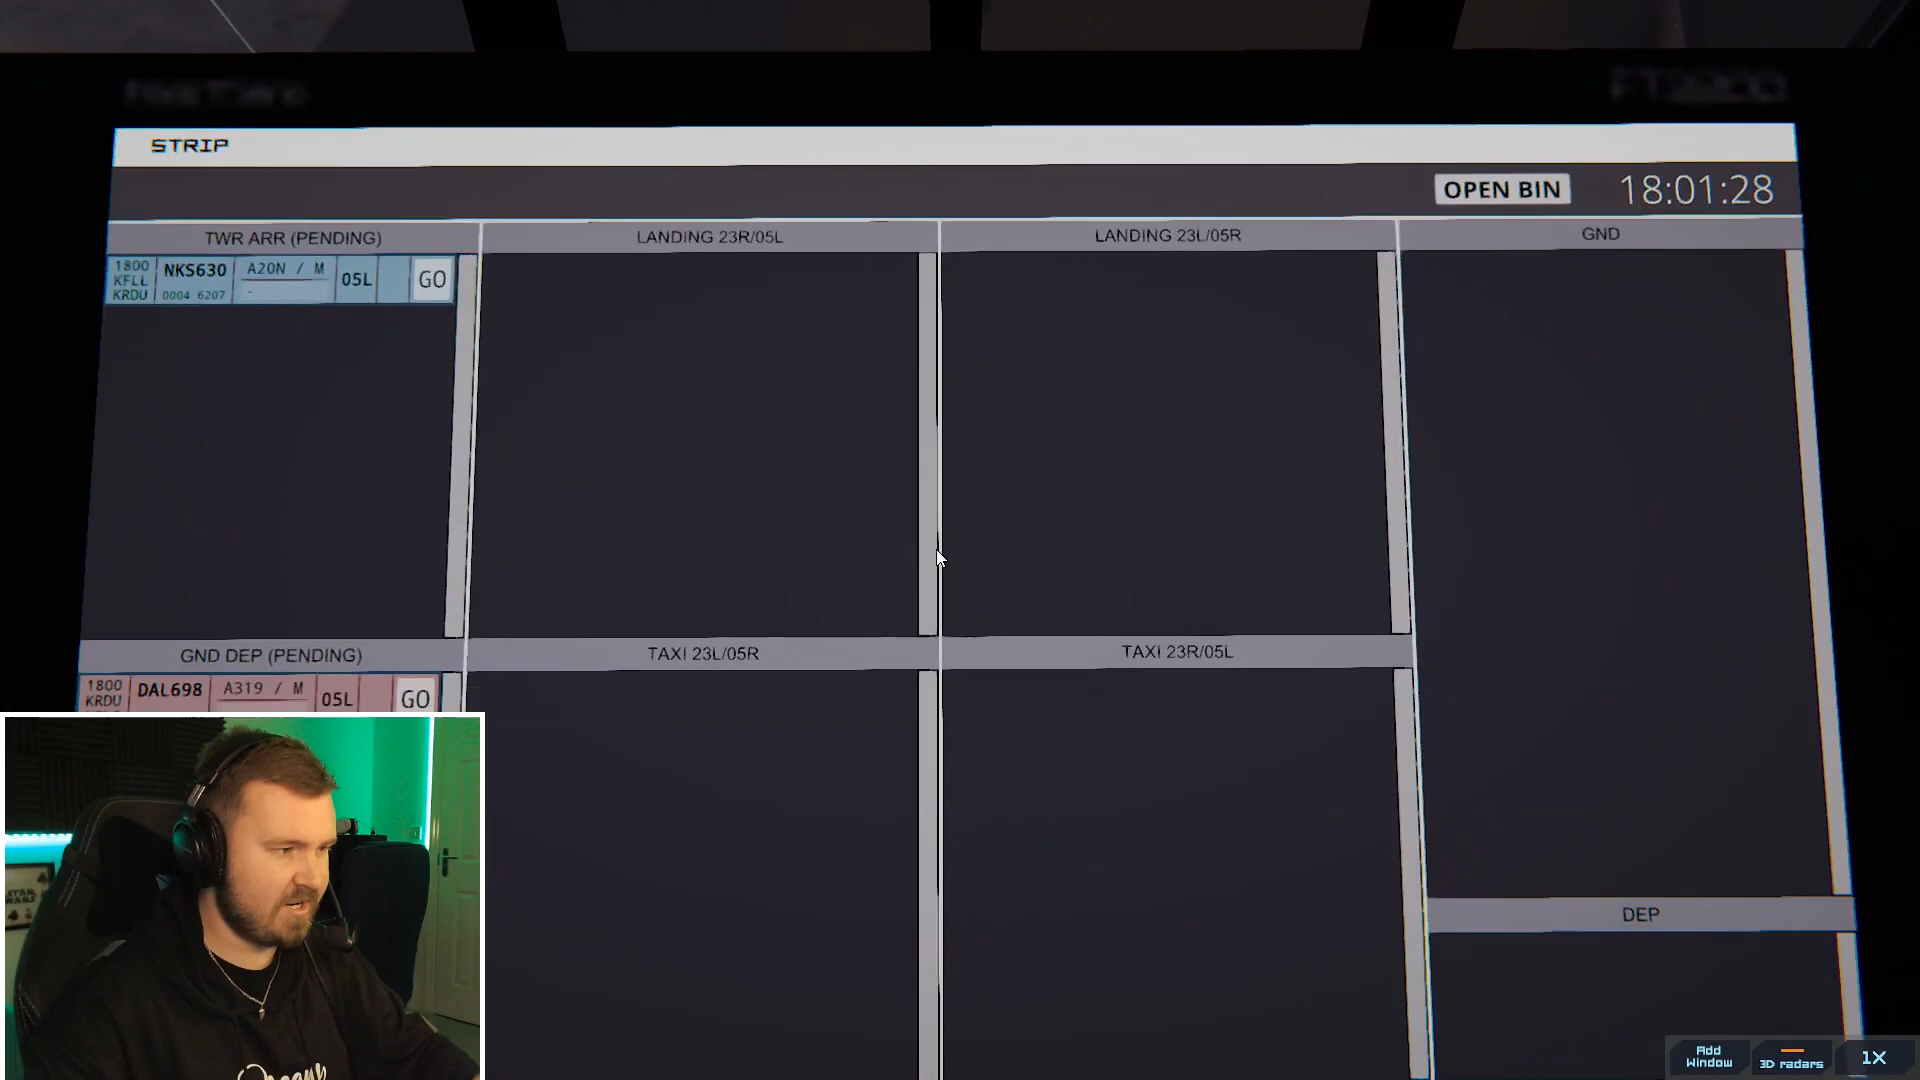 STRIP
OPEN BIN 18:01:28
TWR ARR (PENDING) LANDING 23R/05L LANDING 23L/05R GND
1800 KFLL KRDU NKS630 0004 6207 A20N / M - 05L GO
GND DEP (PENDING) TAXI 23L/05R TAXI 23R/05L
1800 KRDU DAL698 A319 / M 05L GO
DEP
STAR WARS
Add Window 3D radars 1X